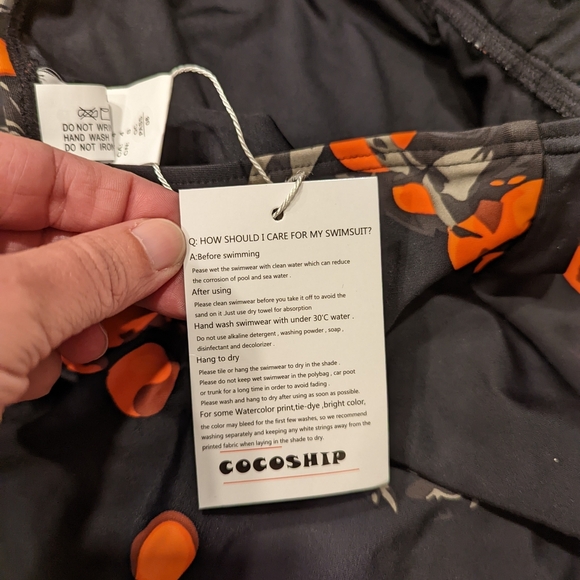 DO NOT WRI
HAND WASH
DO NOT IRON
Q: HOW SHOULD I CARE FOR MY SWIMSUIT?
A:Before swimming
Pease wet the swimwear with clean water which can reduce
the corrosion of pool and sea water .
After using
Please clean swimwear before you take it off to avoid the
sand on it .Just use dry towel for absorption
Hand wash swimwear with under 30°C water .
Do not use alkaline detergent , washing powder , soap ,
disinfectant and decolorizer .
Hang to dry
Please tile or hang the swimwear to dry in the shade .
Please do not keep wet swimwear in the polybag , car poot
or trunk for a long time in order to avoid fading .
Please wash and hang to dry after using as soon as possible.
For some Watercolor print,tie-dye ,bright color,
the color may bleed for the first few washes, so we recommend
washing separately and keeping any white strings away from the
printed fabric when laying in the shade to dry.
COCOSHIP